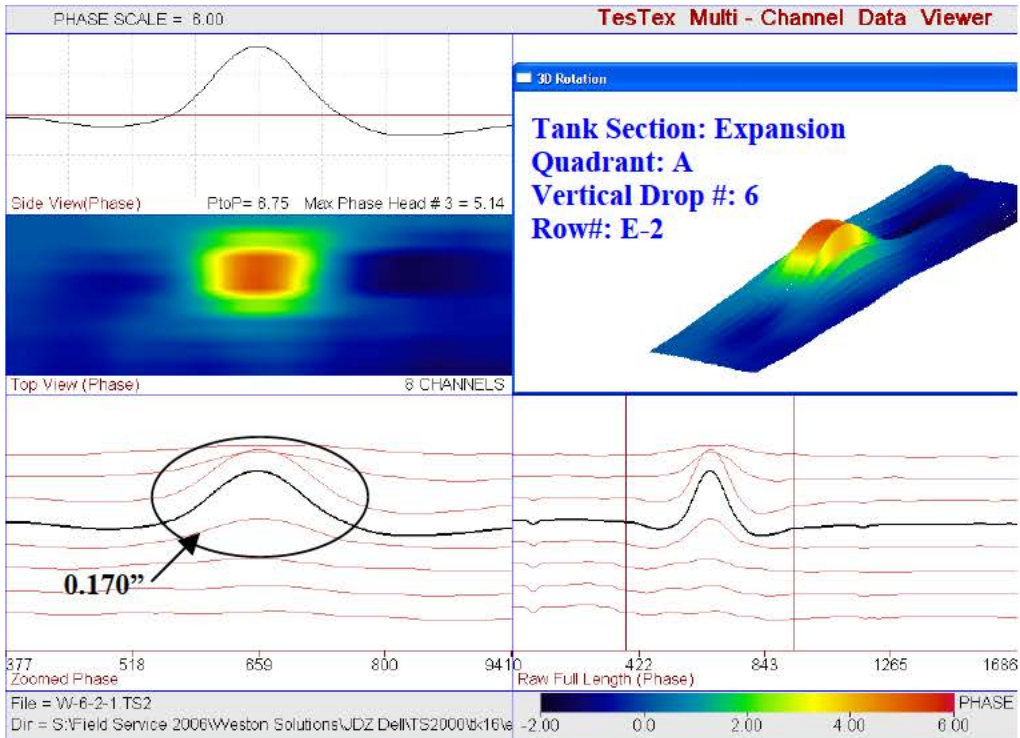 PHASE SCALE = 6.00
TesTex Multi - Channel Data Viewer
3D Rotation
Tank Section: Expansion
Quadrant: A
Vertical Drop #: 6
Row#: E-2
Side View(Phase) PtoP= 6.75 Max Phase Head # 3 = 5.14
Top View (Phase) 8 CHANNELS
0.170”
377 518 659 800 941
Zoomed Phase
0 422 843 1265 1686
Raw Full Length (Phase)
File = W-6-2-1.TS2
Dir = S:\Field Service 2006\Weston Solutions\JDZ Dell\TS2000\tk16\e
PHASE
-2.00 0.0 2.00 4.00 6.00